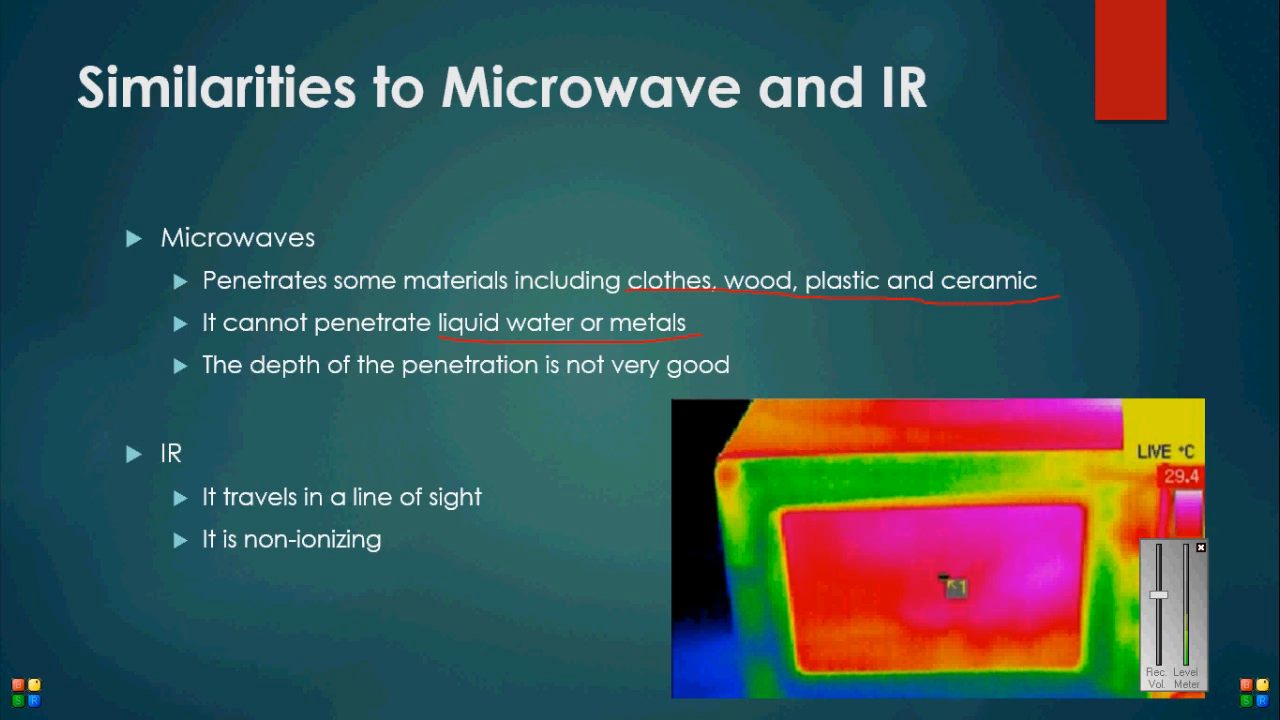 Similarities to Microwave and IR
Microwaves
Penetrates some materials including clothes, wood, plastic and ceramic
It cannot penetrate liquid water or metals
The depth of the penetration is not very good
IR
It travels in a line of sight
It is non-ionizing
LIVE °C
29.4
Rec. Level
Vol. Meter
B
S R
B
S R